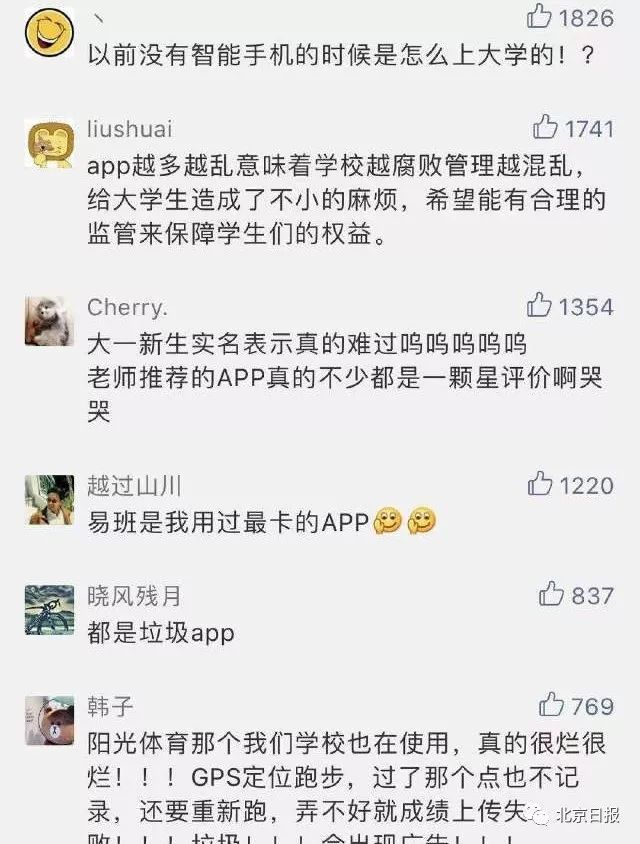 丶
1826
以前没有智能手机的时候是怎么上大学的！？
liushuai
1741
app越多越乱意味着学校越腐败管理越混乱，
给大学生造成了不小的麻烦，希望能有合理的
监管来保障学生们的权益。
Cherry.
1354
大一新生实名表示真的难过呜呜呜呜呜
老师推荐的APP真的不少都是一颗星评价啊哭
哭
越过山川
1220
易班是我用过最卡的APP
晓风残月
837
都是垃圾app
韩子
769
阳光体育那个我们学校也在使用，真的很烂很
烂！！！GPS定位跑步，过了那个点也不记
录，还要重新跑，弄不好就成绩上传失
败！！！垃圾！！！会出现广告！！！
北京日报